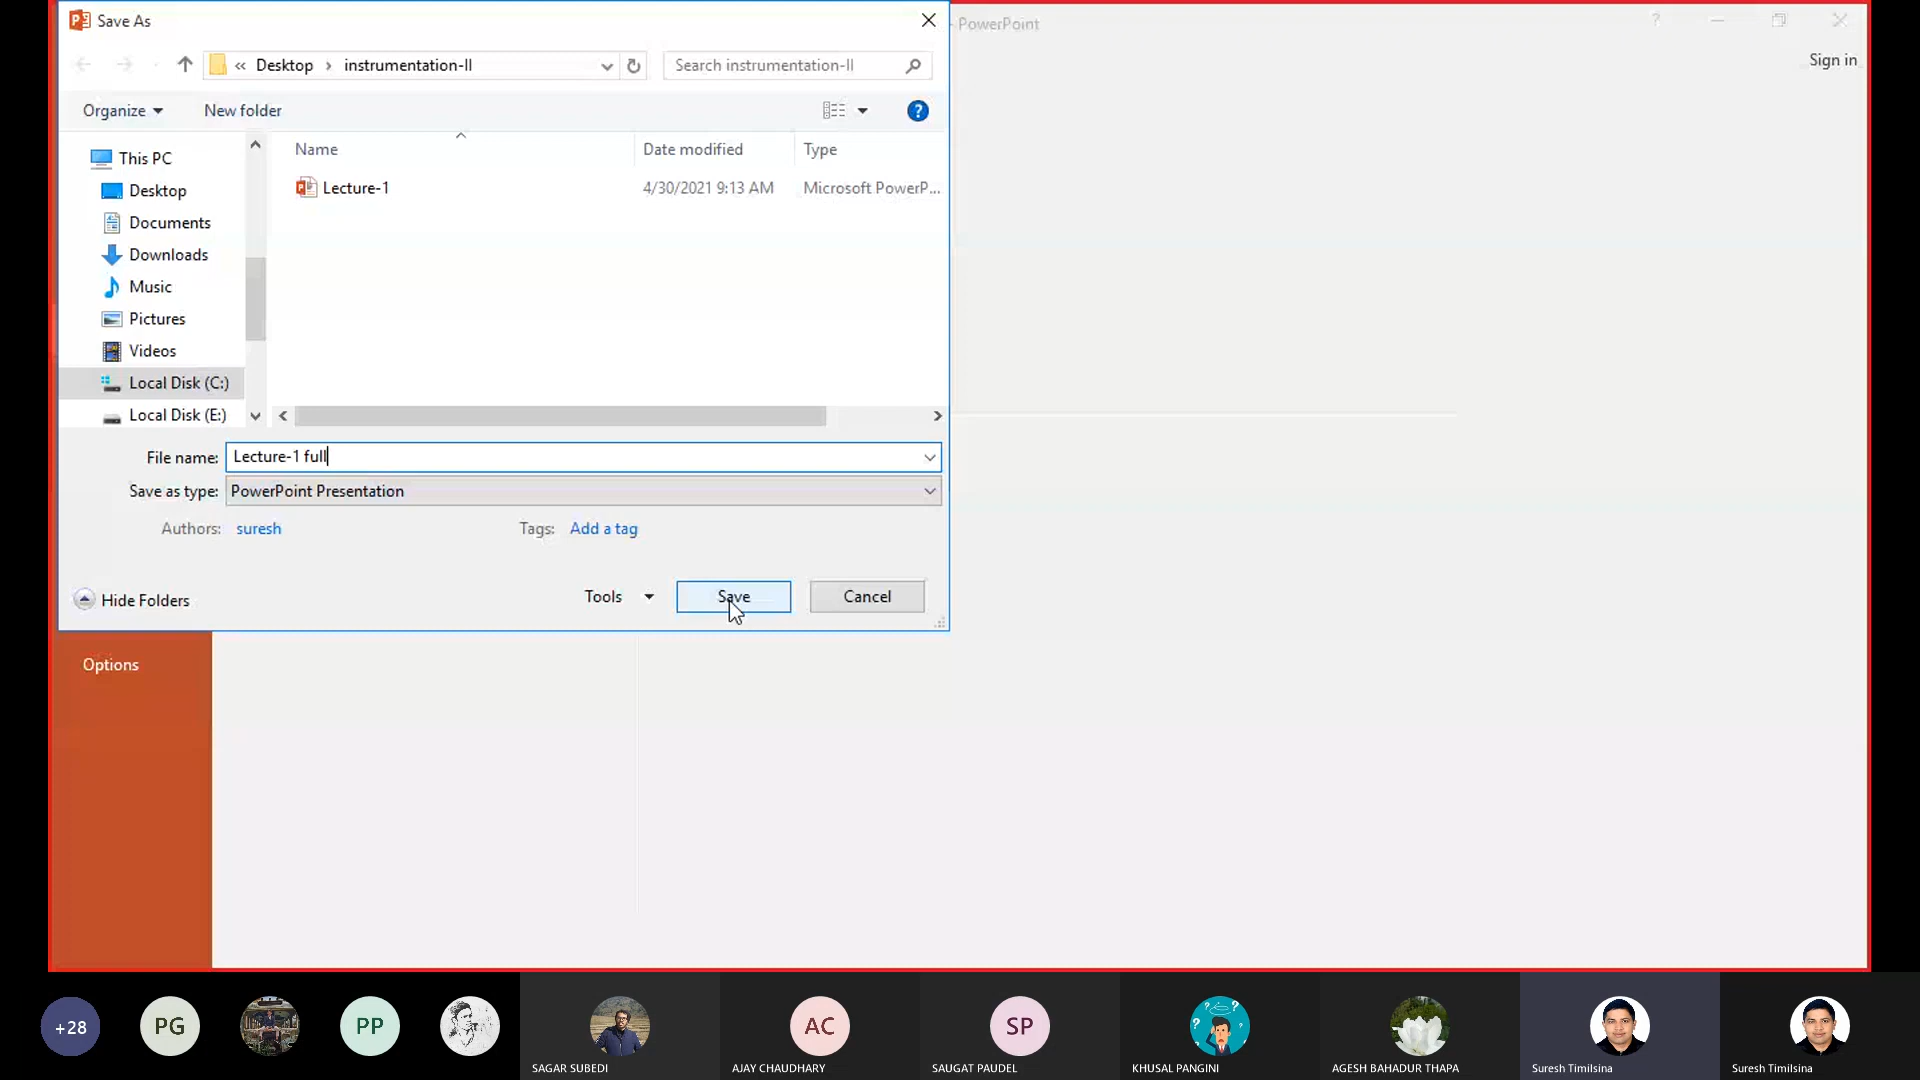 Save As
- PowerPoint
?
Sign in
« Desktop › instrumentation-II
Search instrumentation-II
Organize
New folder
?
Name
Date modified
Type
This PC
Desktop
Documents
Downloads
Music
Pictures
Videos
Local Disk (C:)
Local Disk (E:)
Lecture-1
4/30/2021 9:13 AM
Microsoft PowerP...
File name:
Lecture-1 full
Save as type:
PowerPoint Presentation
Authors:
suresh
Tags:
Add a tag
Hide Folders
Tools
Save
Cancel
Options
+28
PG
PP
AC
SP
SAGAR SUBEDI
AJAY CHAUDHARY
SAUGAT PAUDEL
KHUSAL PANGINI
AGESH BAHADUR THAPA
Suresh Timilsina
Suresh Timilsina